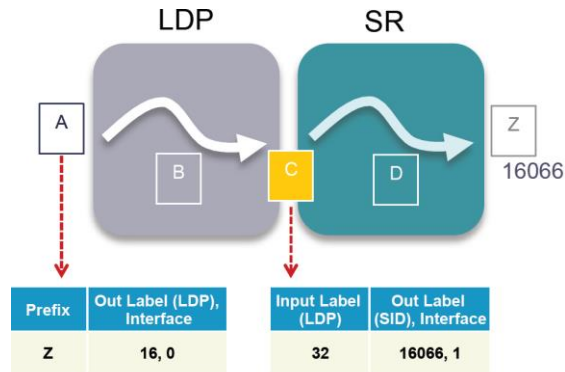 LDP
SR
A
B
C
D
Z
16066
Prefix
Out Label (LDP),
Interface
Z
16, 0
Input Label
(LDP)
Out Label
(SID), Interface
32
16066, 1